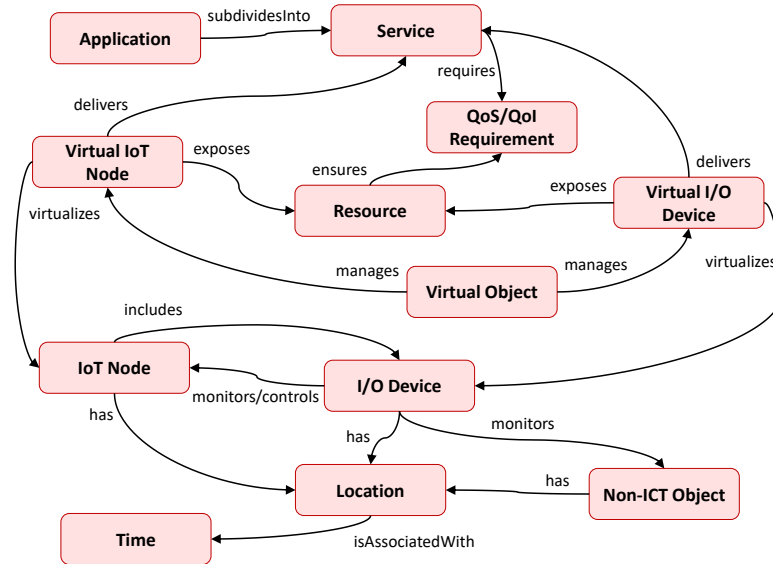 subdividesInto
Application
Service
requires
delivers
QoS/QoI
Requirement
Virtual IoT
Node
exposes
ensures
delivers
exposes
Virtual I/O
Device
Resource
virtualizes
manages
manages
virtualizes
Virtual Object
includes
IoT Node
I/O Device
monitors/controls
has
has
monitors
Location
has
Non-ICT Object
Time
isAssociatedWith